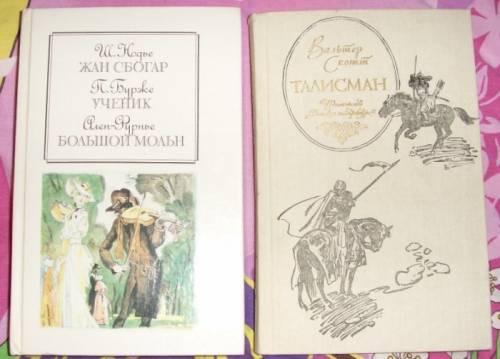 Ш. Нодье
ЖАН СБОГАР
П. Бурже
УЧЕНИК
Ален-Фурнье
БОЛЬШОЙ МОЛЬН
Вальтер
Скотт
ТАЛИСМАН